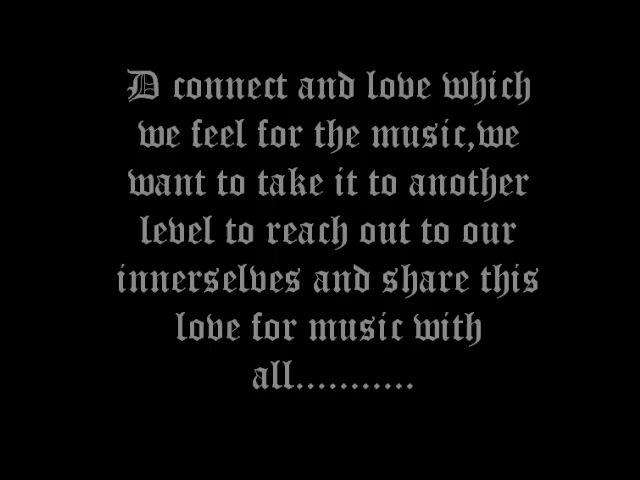 D connect and love which
we feel for the music,we
want to take it to another
level to reach out to our
innerselves and share this
love for music with
all...........